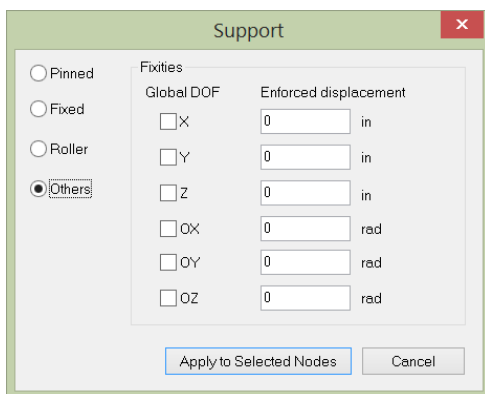 Support
x
Pinned
Fixed
Roller
Others
Fixities
Global DOF Enforced displacement
X 0 in
Y 0 in
Z 0 in
OX 0 rad
OY 0 rad
OZ 0 rad
Apply to Selected Nodes Cancel